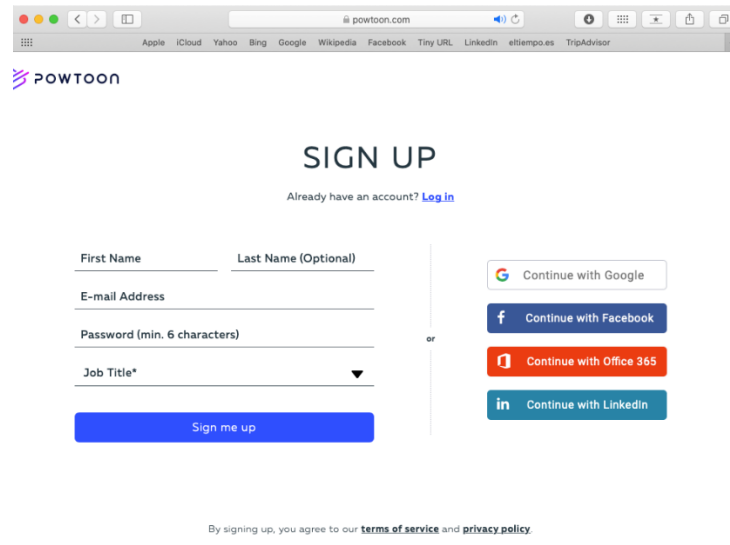 powtoon.com
Apple iCloud Yahoo Bing Google Wikipedia Facebook Tiny URL LinkedIn eltiempo.es TripAdvisor
POWTOON
SIGN UP
Already have an account? Log in
First Name
Last Name (Optional)
E-mail Address
Password (min. 6 characters)
Job Title*
Sign me up
or
G Continue with Google
f Continue with Facebook
Continue with Office 365
in Continue with LinkedIn
By signing up, you agree to our terms of service and privacy policy.